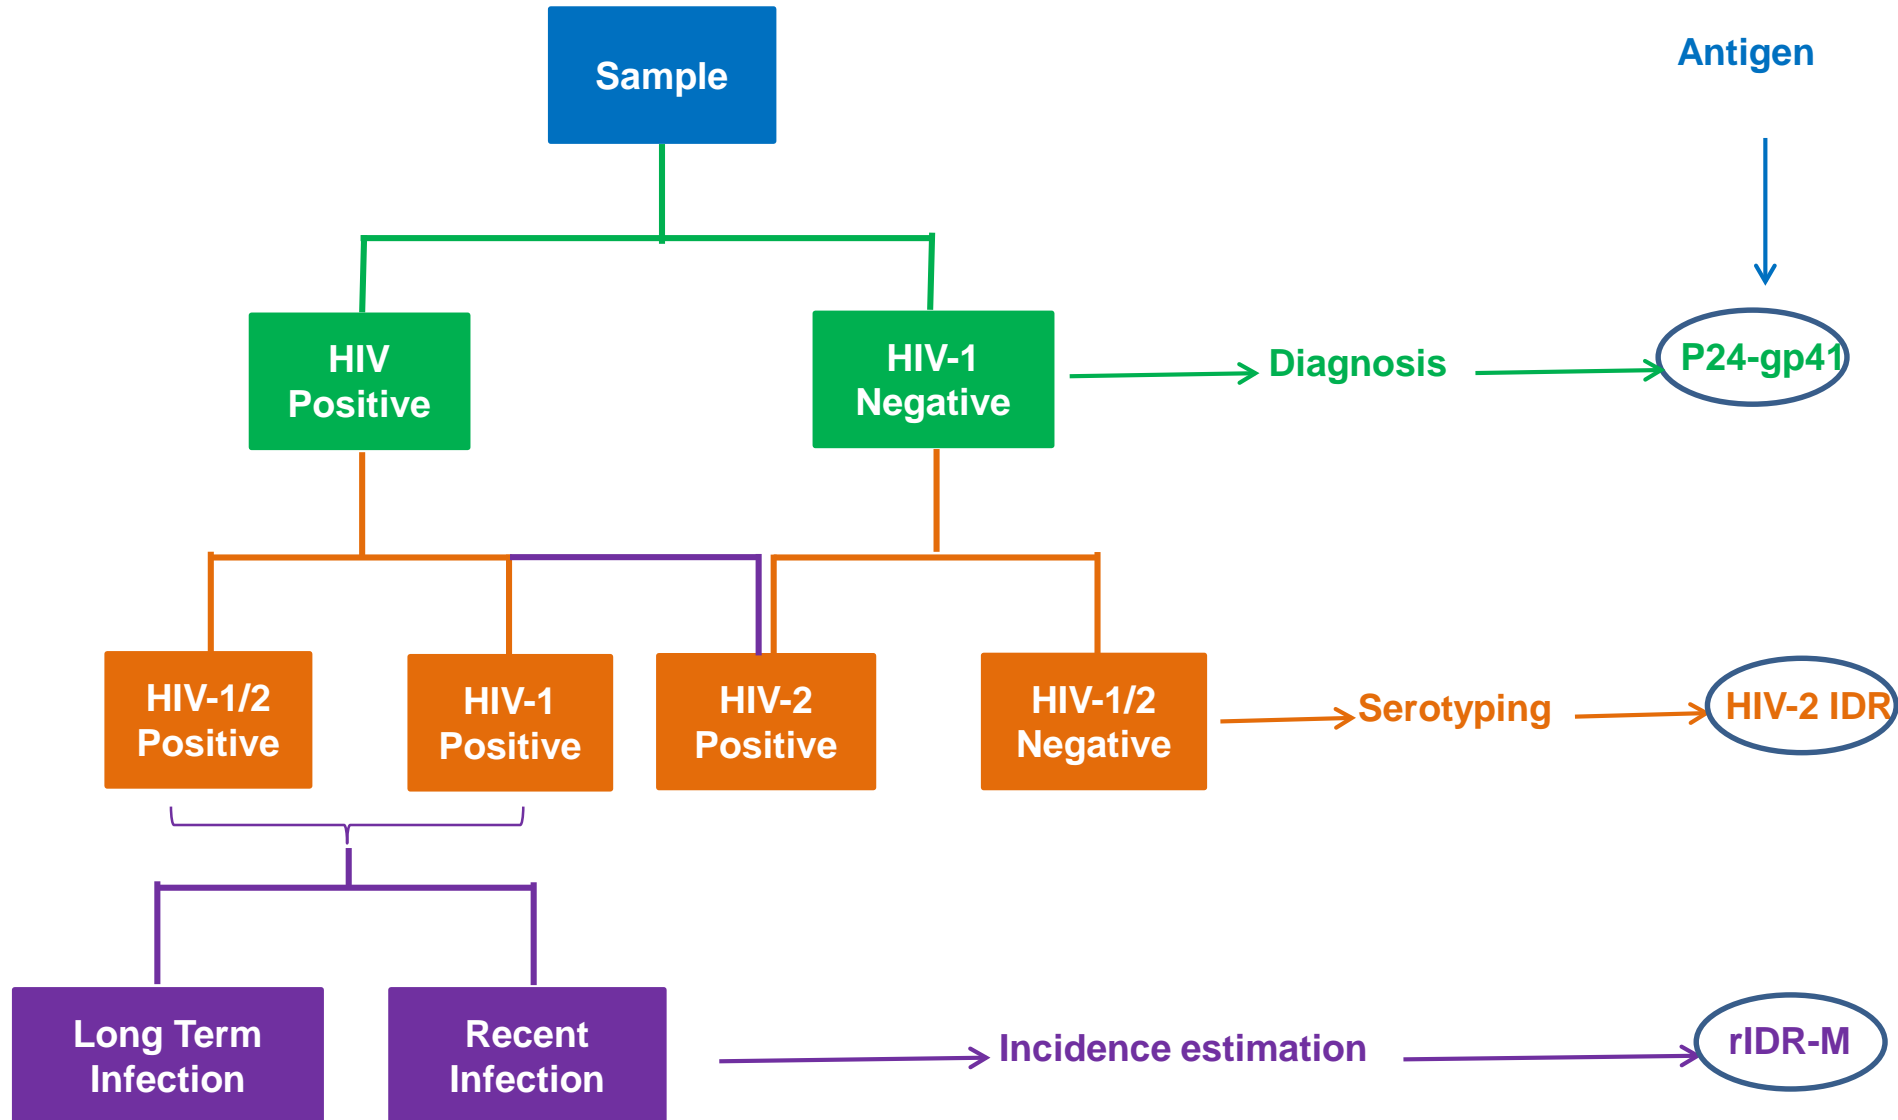 Sample
Antigen
HIV
Positive
HIV-1
Negative
Diagnosis
P24-gp41
HIV-1/2
Positive
HIV-1
Positive
HIV-2
Positive
HIV-1/2
Negative
Serotyping
HIV-2 IDR
Long Term
Infection
Recent
Infection
Incidence estimation
rIDR-M